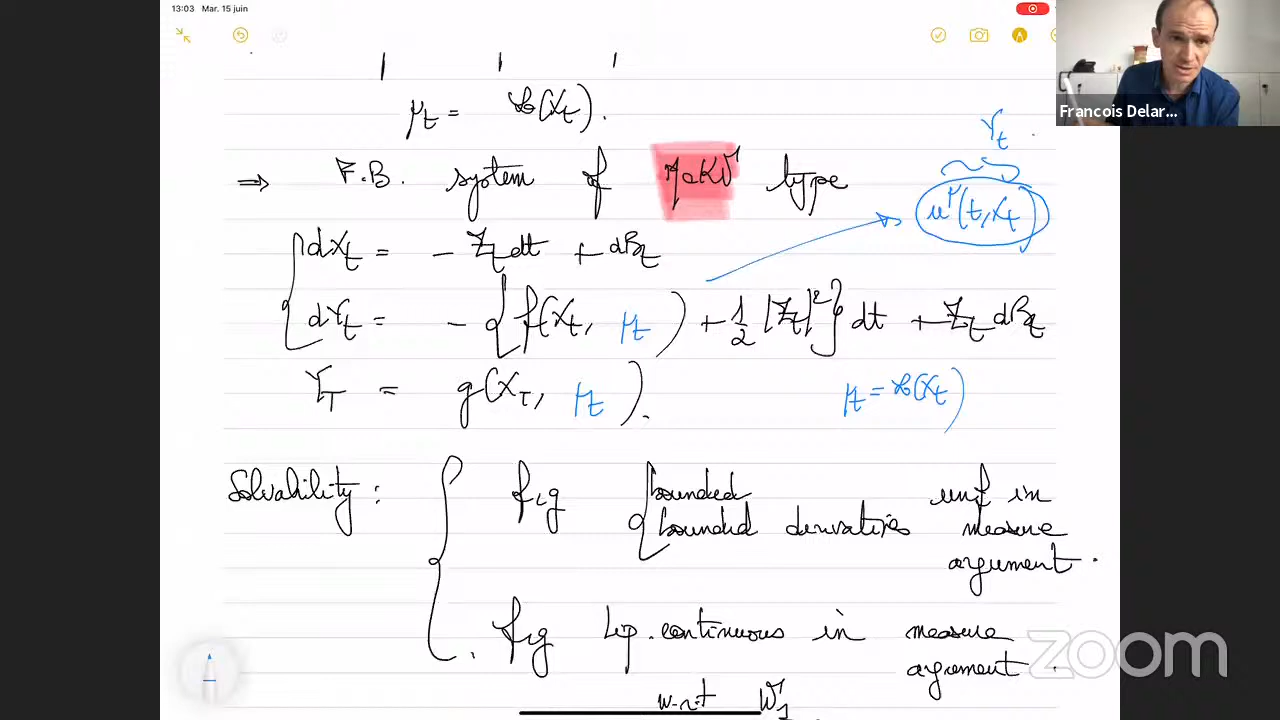 13:03 Mar. 15 juin
Francois Delar...
μ_t = ℒ(X_t).
⇒ F.B. system of McKV type
Y_t
u^μ(t, X_t)
dX_t = - Z_t dt + dB_t
dY_t = - { f(X_t, μ_t) + 1/2 |Z_t|² } dt + Z_t dB_t
Y_T = g(X_T, μ_t).
μ_t = ℒ(X_t)
Solvability : f, g bounded unif in
bounded derivatives measure
argument.
. f, g Lip. continuous in measure
argument.
w.r.t W_1
zoom